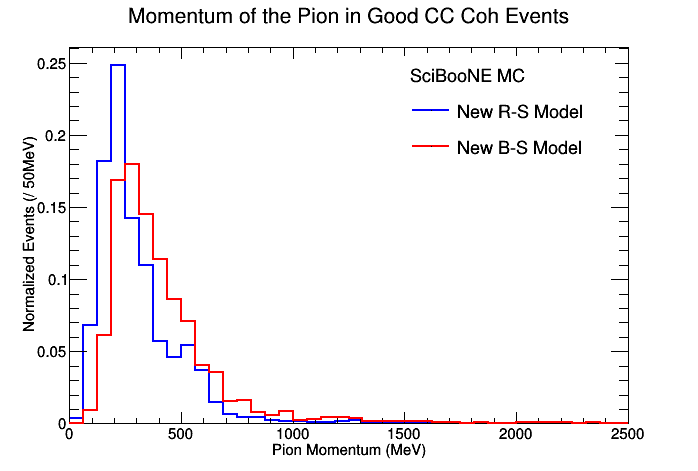 Momentum of the Pion in Good CC Coh Events
SciBooNE MC
New R-S Model
New B-S Model
Normalized Events (/ 50MeV)
0.25
0.2
0.15
0.1
0.05
0
0 500 1000 1500 2000 2500
Pion Momentum (MeV)